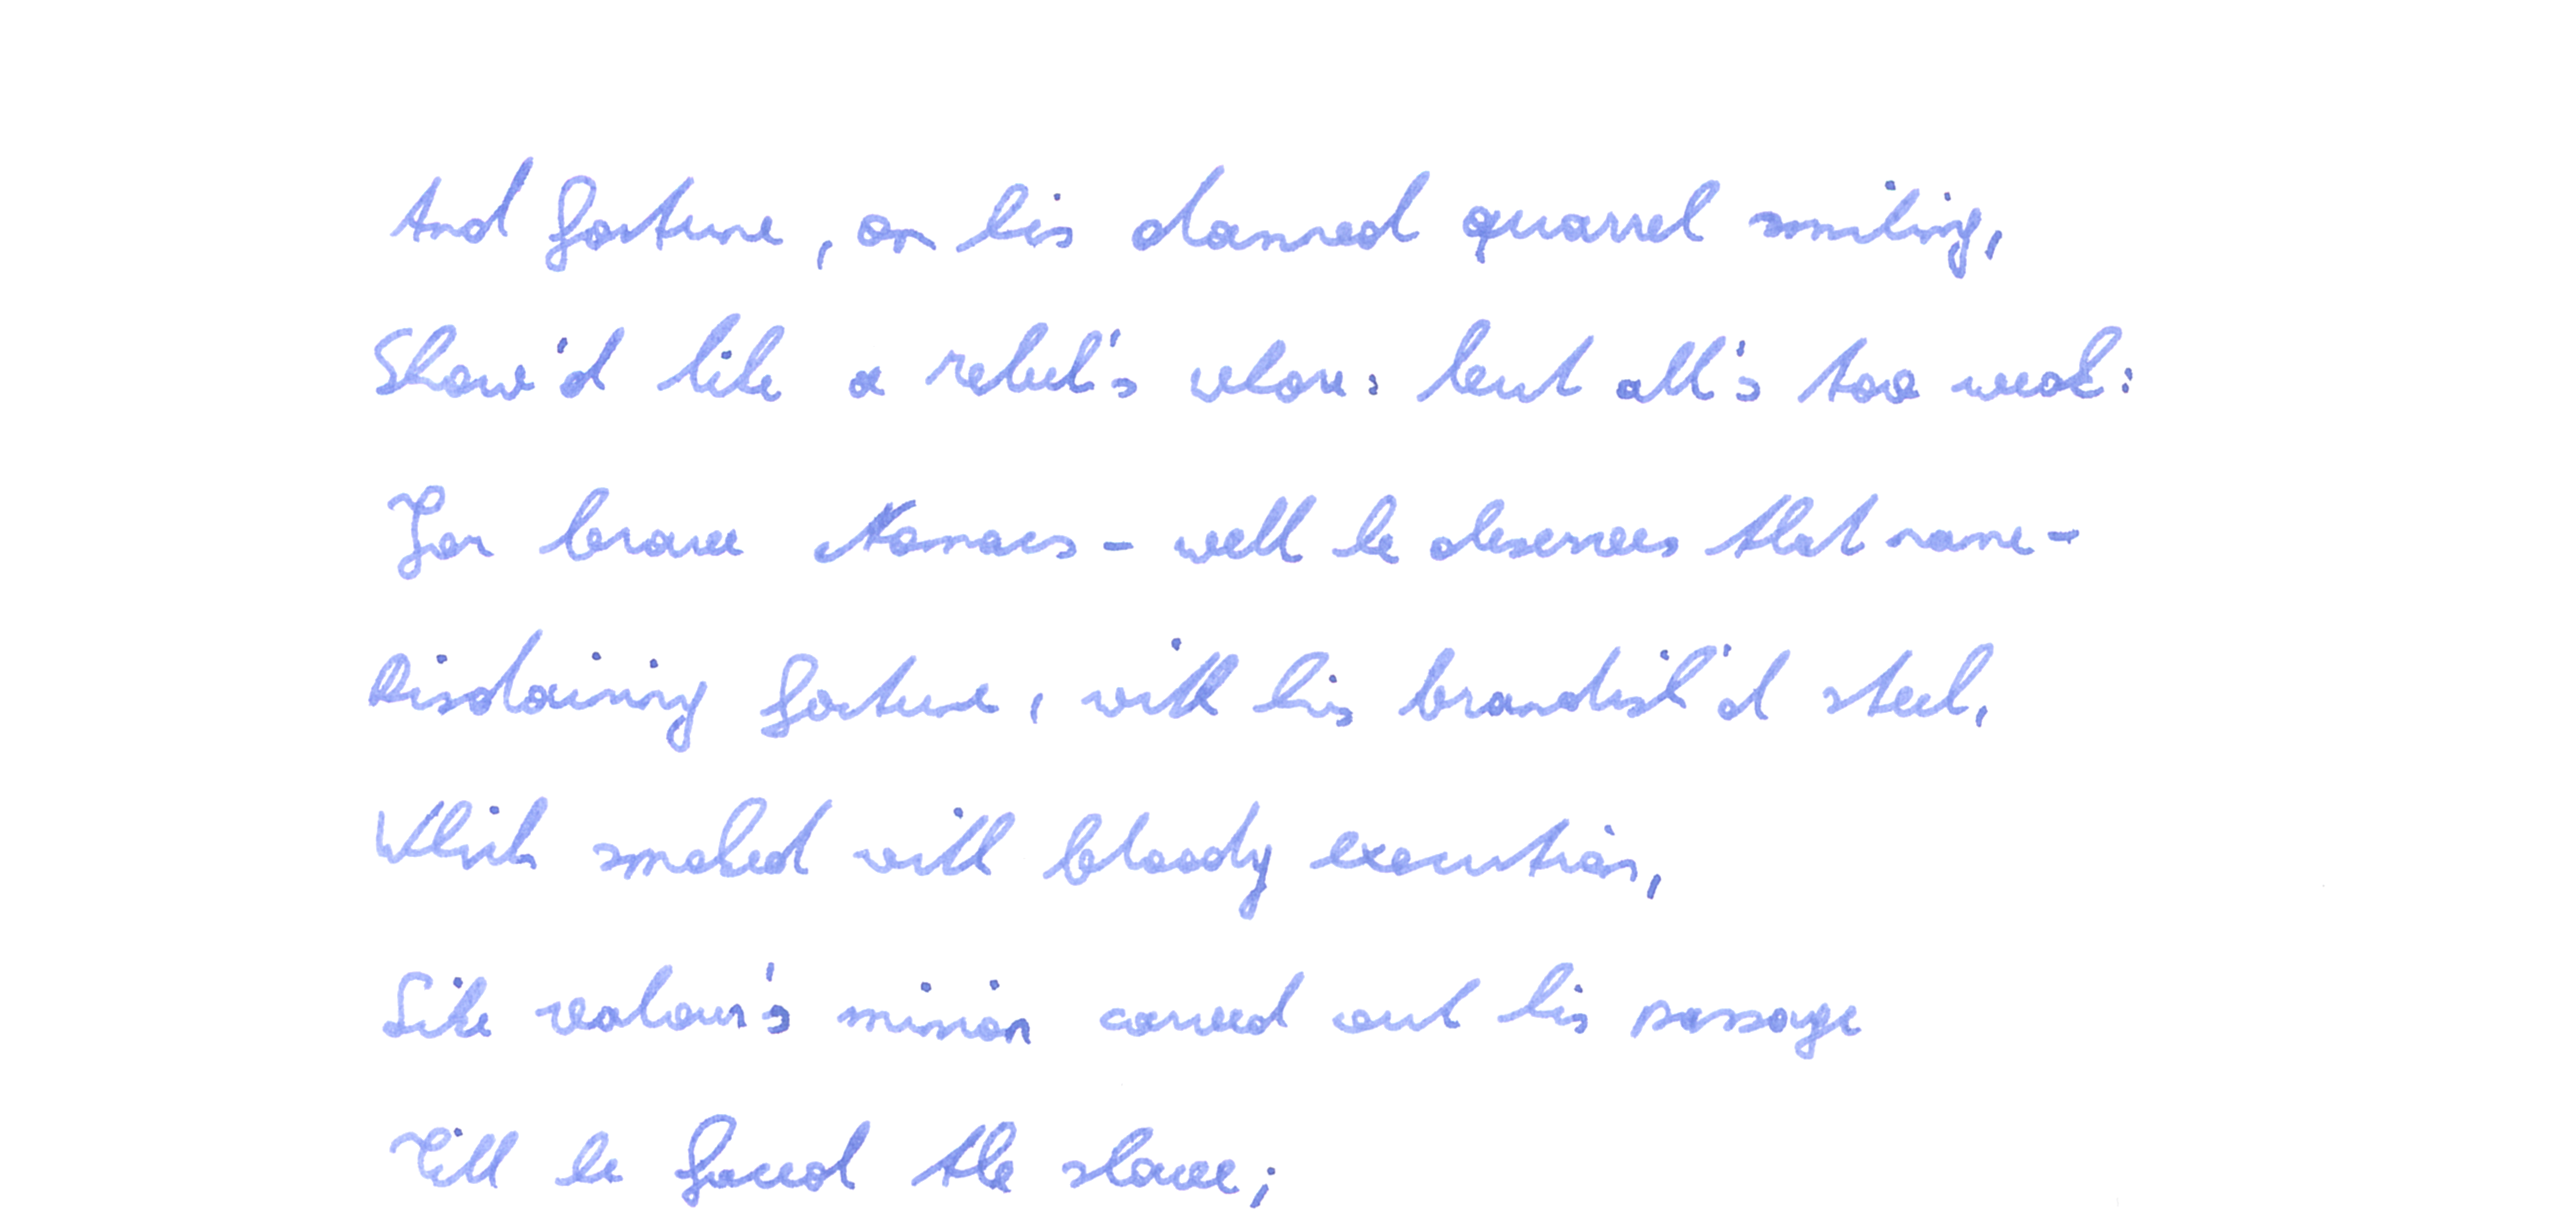 And fortune, on his damned quarrel smiling,
Show'd like a rebel's whore: but all's too weak:
For brave - well he deserves that name -
Disdaining fortune, with his brandish'd steel,
Which smoked with bloody execution,
Like valour's minion carved out his passage
Till he faced the slave;